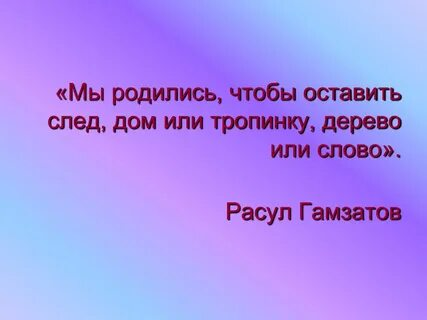 «Мы родились, чтобы оставить
след, дом или тропинку, дерево
или слово».
Расул Гамзатов